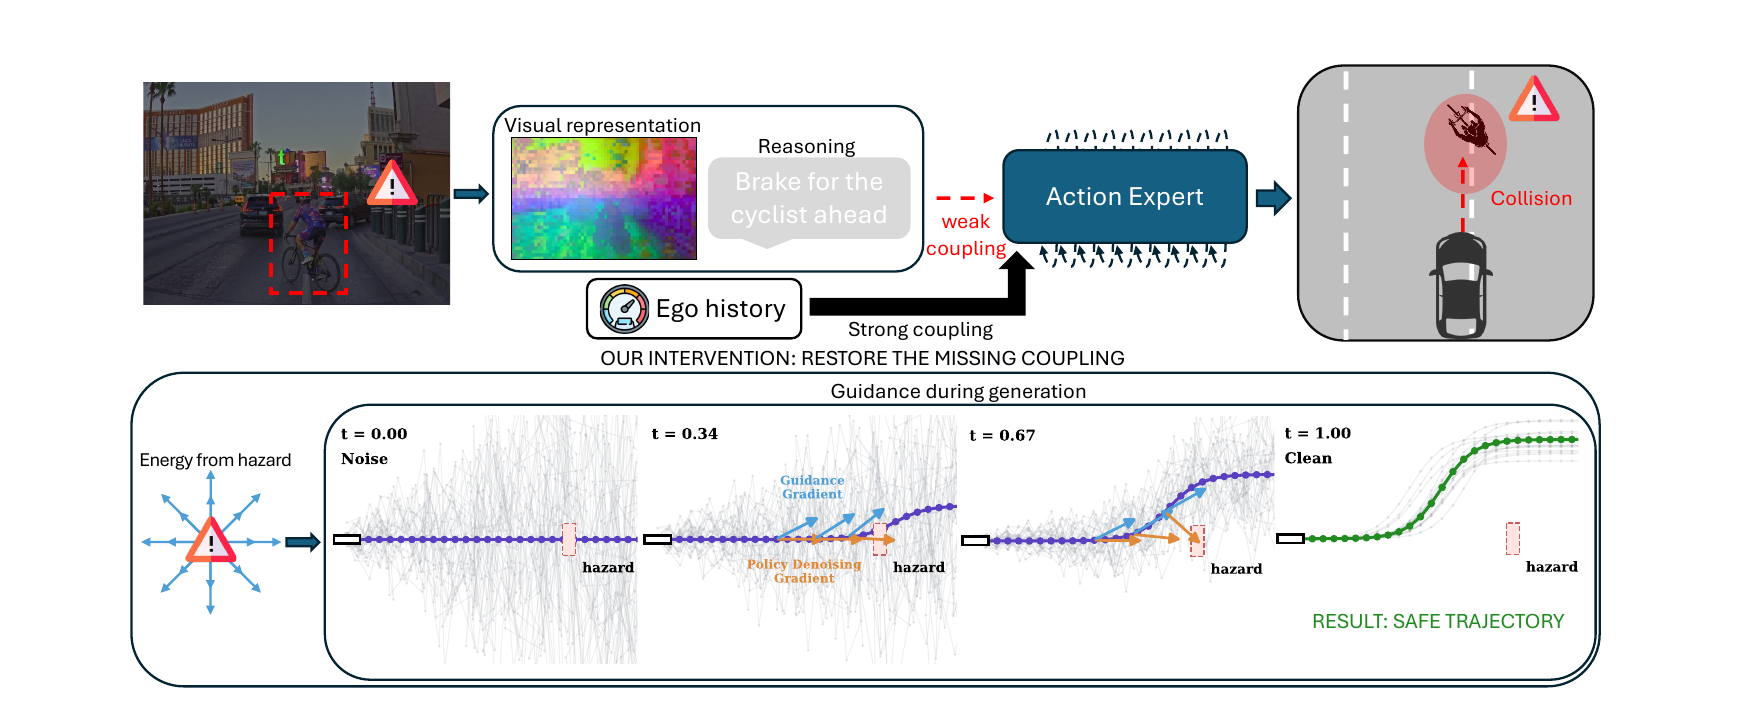 Visual representation
Reasoning
Brake for the
cyclist ahead
weak
coupling
Action Expert
Collision
Ego history
Strong coupling
OUR INTERVENTION: RESTORE THE MISSING COUPLING
Guidance during generation
Energy from hazard
t = 0.00
Noise
hazard
t = 0.34
Guidance
Gradient
Policy Denoising
Gradient
hazard
t = 0.67
hazard
t = 1.00
Clean
hazard
RESULT: SAFE TRAJECTORY